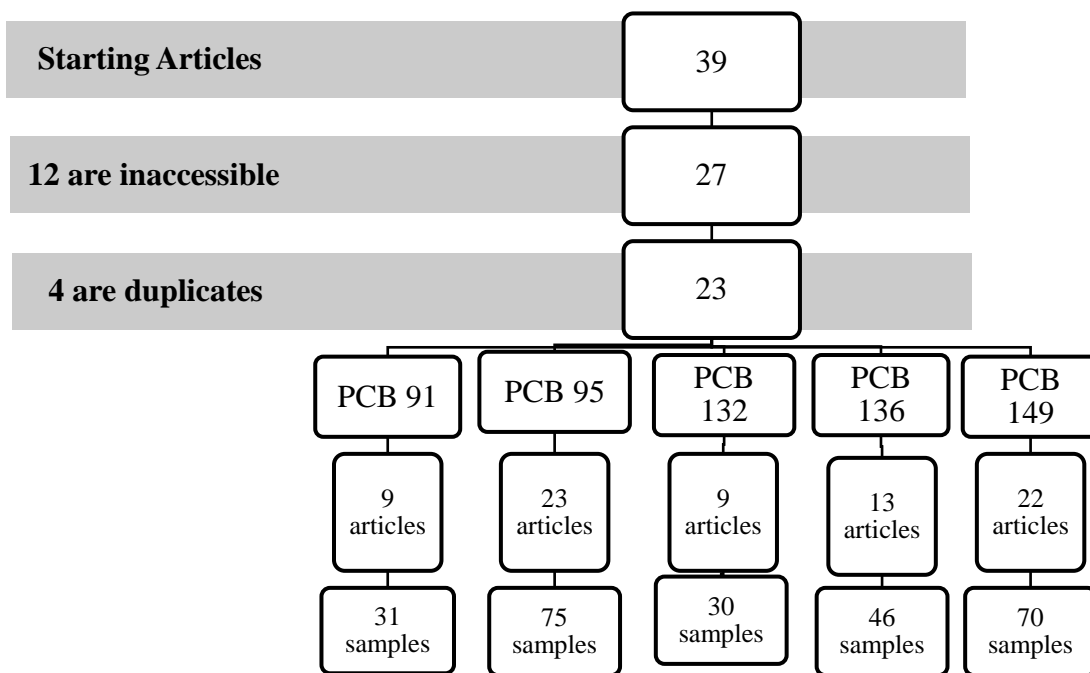 Starting Articles
39
12 are inaccessible
27
4 are duplicates
23
PCB 91
PCB 95
PCB
132
PCB
136
PCB
149
9
articles
23
articles
9
articles
13
articles
22
articles
31
samples
75
samples
30
samples
46
samples
70
samples